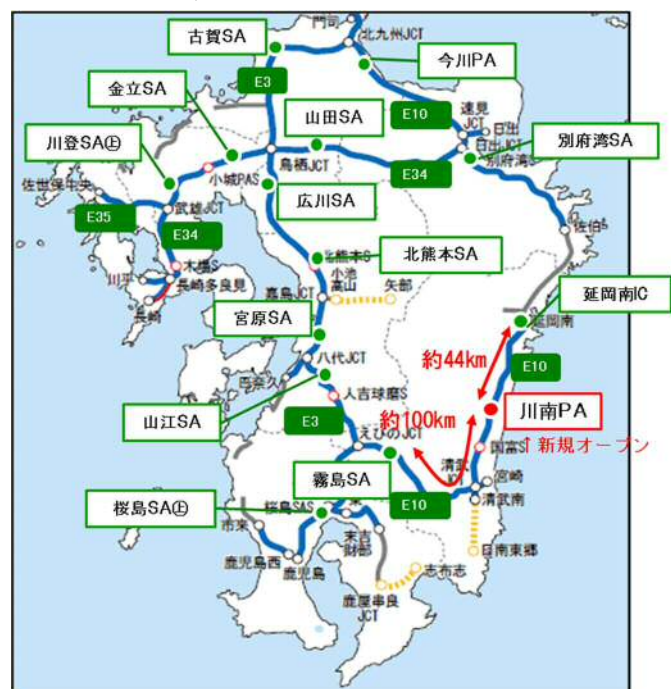 門司
古賀SA
北九州JCT
今川PA
E3
金立SA
E10
山田SA
速見
JCT
日出
川登SA㊤
日出JCT
別府湾SA
別府湾S
鳥栖JCT
小城PAS
E34
佐世保中央
広川SA
佐伯
E35
武雄JCT
E34
北熊本S
北熊本SA
木場S
小池
高山
矢部
川平
長崎多良見
嘉島JCT
延岡南IC
長崎
宮原SA
延岡南
約44km
E10
八代JCT
日奈久
川南PA
人吉球磨S
約100km
山江SA
E3
↑新規オープン
国富S
えびのJCT
清武
JCT
宮崎
霧島SA
桜島SA㊤
桜島SAS
E10
清武南
市来
末吉
財部
日南東郷
鹿児島西
鹿児島
志布志
鹿屋串良
JCT